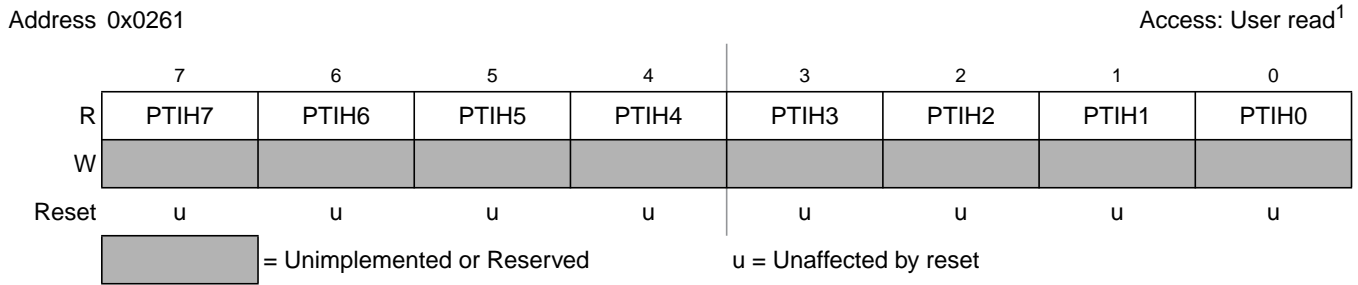 Address 0x0261 Access: User read1
7 6 5 4 3 2 1 0
R PTIH7 PTIH6 PTIH5 PTIH4 PTIH3 PTIH2 PTIH1 PTIH0
W
Reset u u u u u u u u
= Unimplemented or Reserved u = Unaffected by reset